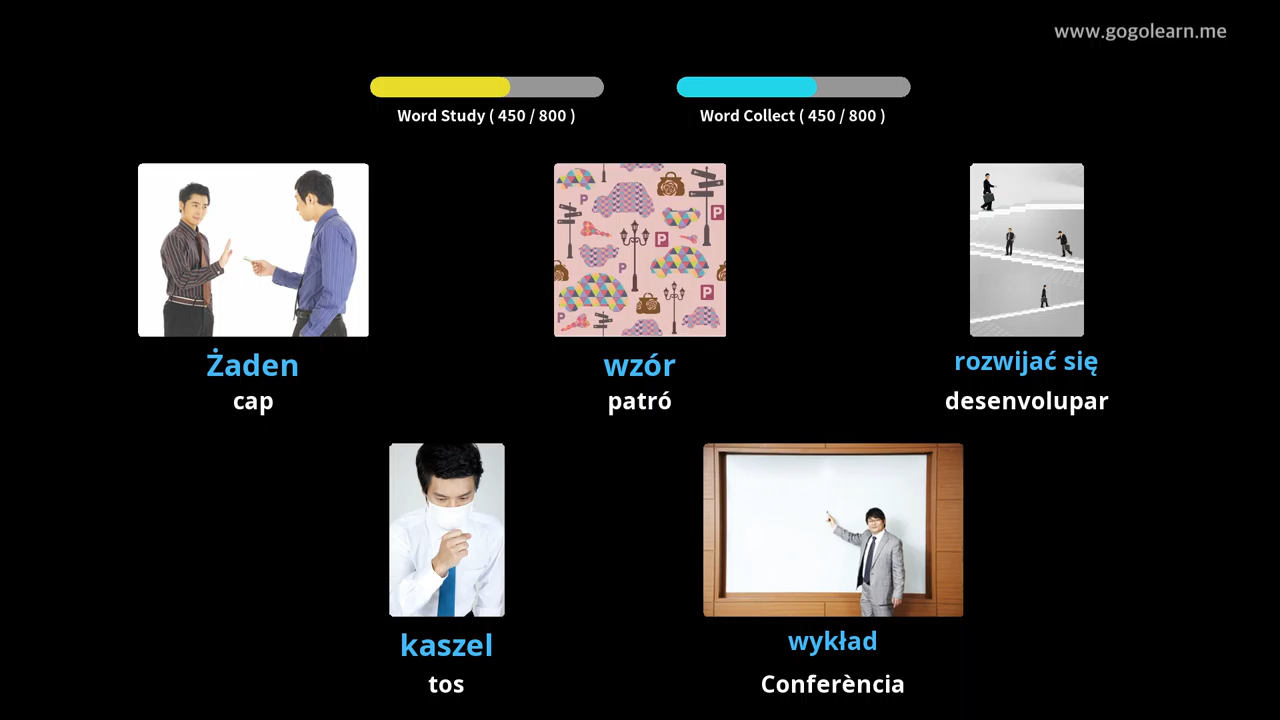 www.gogolearn.me
Word Study ( 450 / 800 )
Word Collect ( 450 / 800 )
P
P
P
P
P
P
Żaden
cap
wzór
patró
rozwijać się
desenvolupar
kaszel
tos
wykład
Conferència